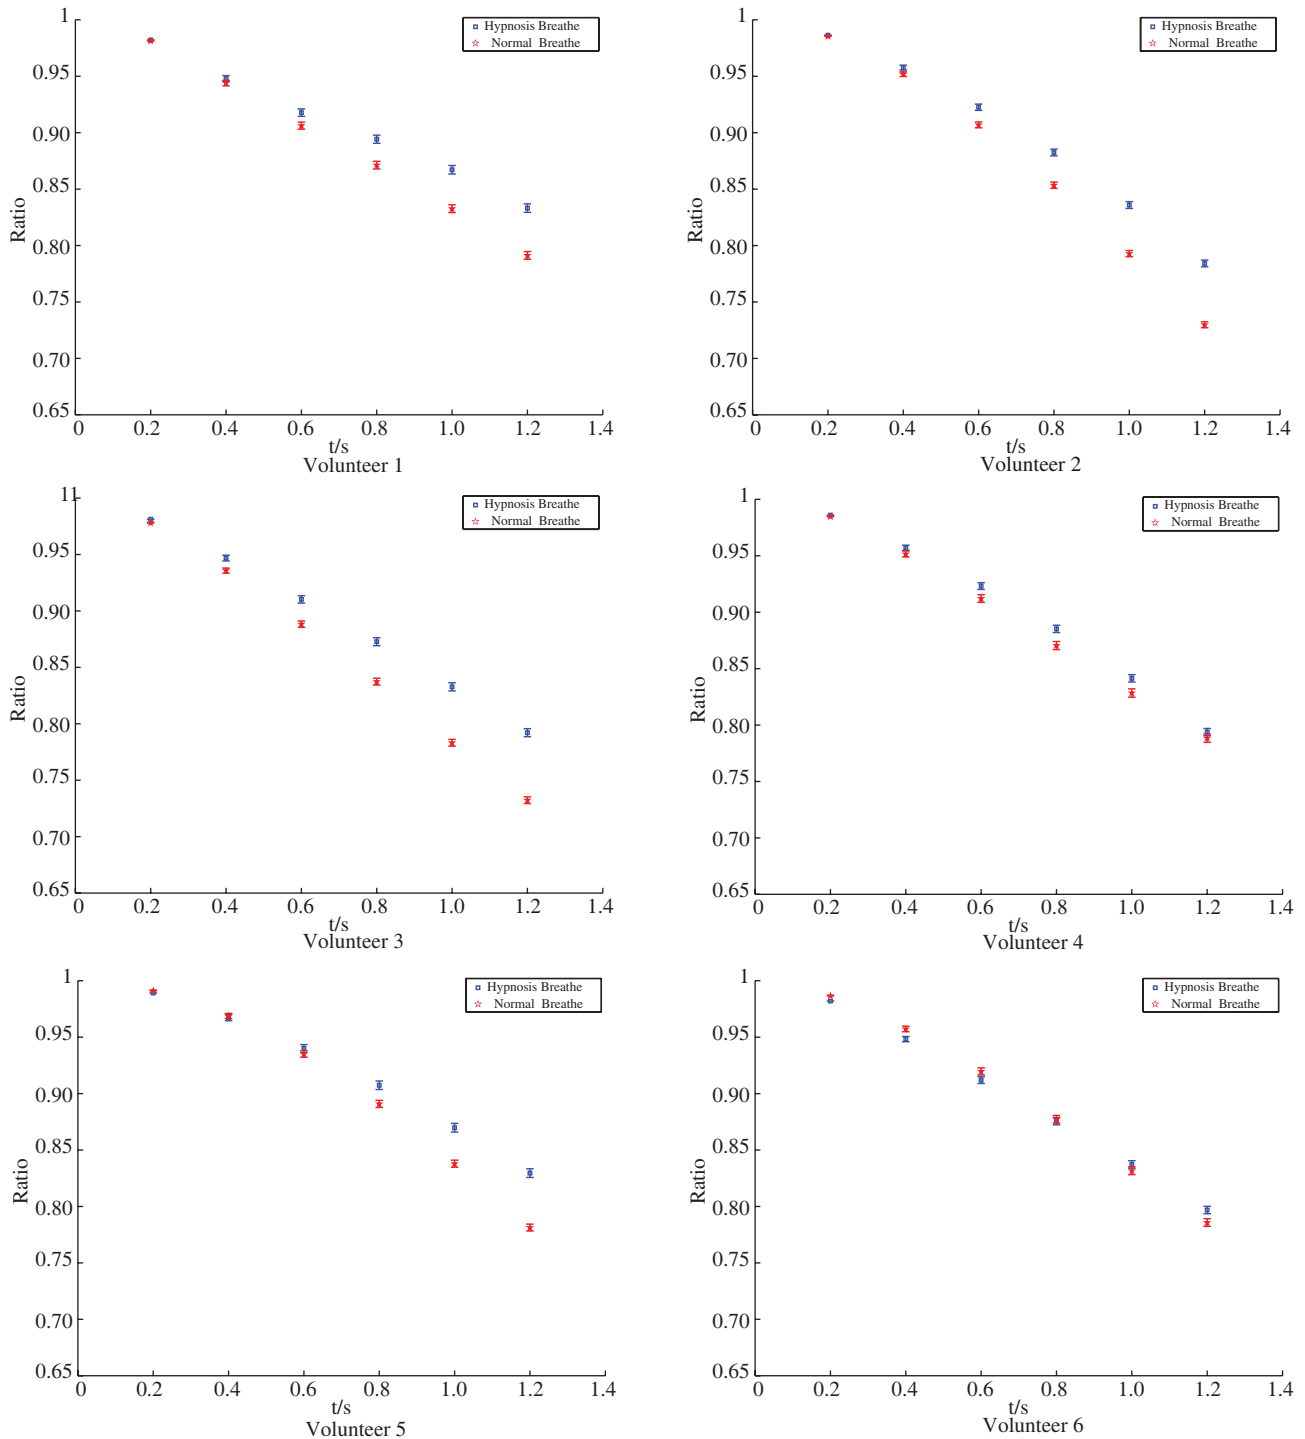 1
0.95
0.90
0.85
0.80
0.75
0.70
0.65
Ratio
Hypnosis Breathe
Normal Breathe
0 0.2 0.4 0.6 0.8 1.0 1.2 1.4
t/s
Volunteer 1
1
0.95
0.90
0.85
0.80
0.75
0.70
0.65
Ratio
Hypnosis Breathe
Normal Breathe
0 0.2 0.4 0.6 0.8 1.0 1.2 1.4
t/s
Volunteer 2
11
0.95
0.90
0.85
0.80
0.75
0.70
0.65
Ratio
Hypnosis Breathe
Normal Breathe
0 0.2 0.4 0.6 0.8 1.0 1.2 1.4
t/s
Volunteer 3
1
0.95
0.90
0.85
0.80
0.75
0.70
0.65
Ratio
Hypnosis Breathe
Normal Breathe
0 0.2 0.4 0.6 0.8 1.0 1.2 1.4
t/s
Volunteer 4
1
0.95
0.90
0.85
0.80
0.75
0.70
0.65
Ratio
Hypnosis Breathe
Normal Breathe
0 0.2 0.4 0.6 0.8 1.0 1.2 1.4
t/s
Volunteer 5
1
0.95
0.90
0.85
0.80
0.75
0.70
0.65
Ratio
Hypnosis Breathe
Normal Breathe
0 0.2 0.4 0.6 0.8 1.0 1.2 1.4
t/s
Volunteer 6